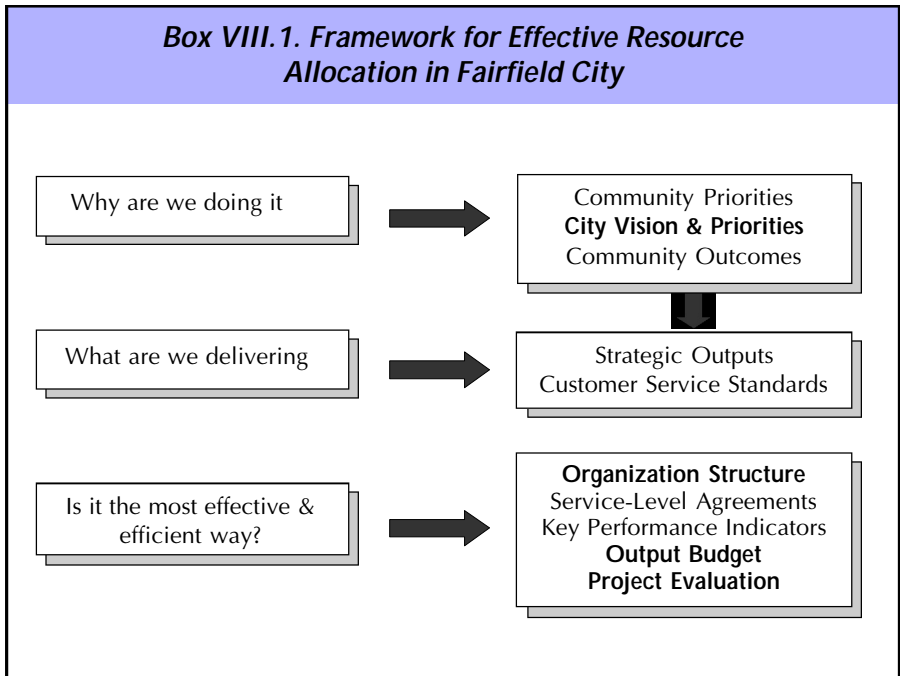 Box VIII.1. Framework for Effective Resource
Allocation in Fairfield City
Why are we doing it
Community Priorities
City Vision & Priorities
Community Outcomes
What are we delivering
Strategic Outputs
Customer Service Standards
Is it the most effective &
efficient way?
Organization Structure
Service-Level Agreements
Key Performance Indicators
Output Budget
Project Evaluation